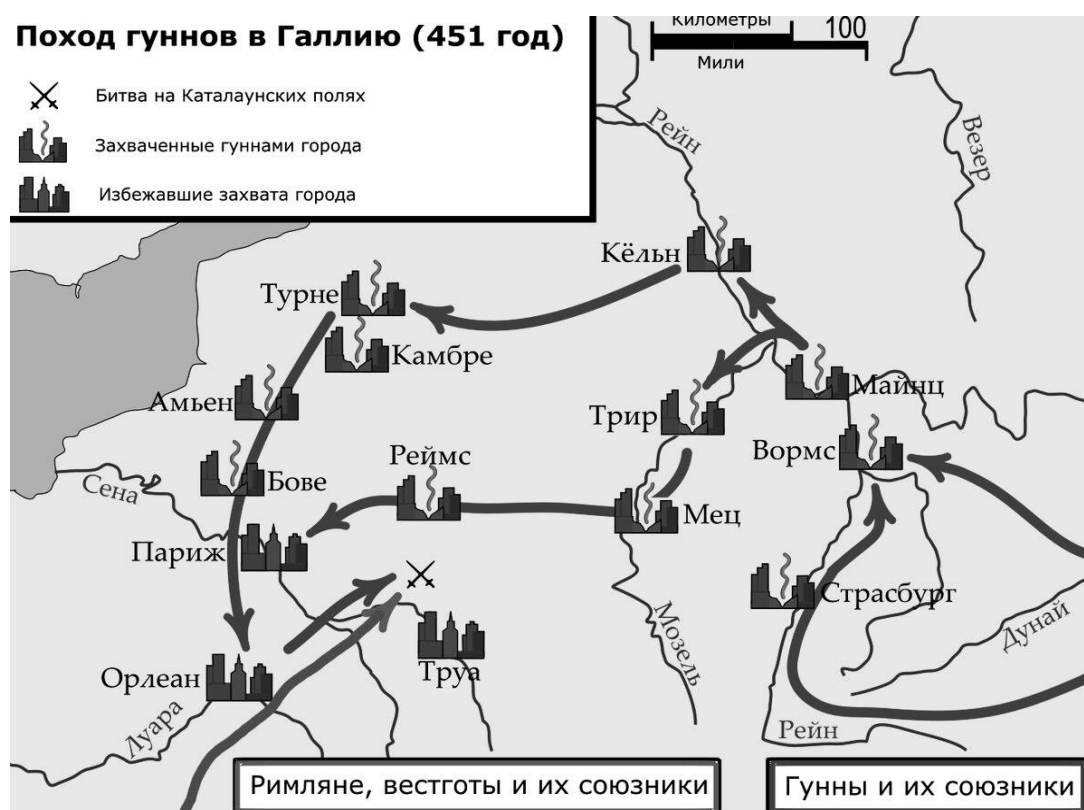 Поход гуннов в Галлию (451 год)
Битва на Каталаунских полях
Захваченные гуннами города
Избежавшие захвата города
Километры
100
Мили
Рейн
Везер
Кёльн
Турне
Камбре
Майнц
Амьен
Трир
Вормс
Реймс
Бове
Сена
Мец
Париж
Страсбург
Мозель
Дунай
Труа
Орлеан
Луара
Рейн
Римляне, вестготы и их союзники
Гунны и их союзники